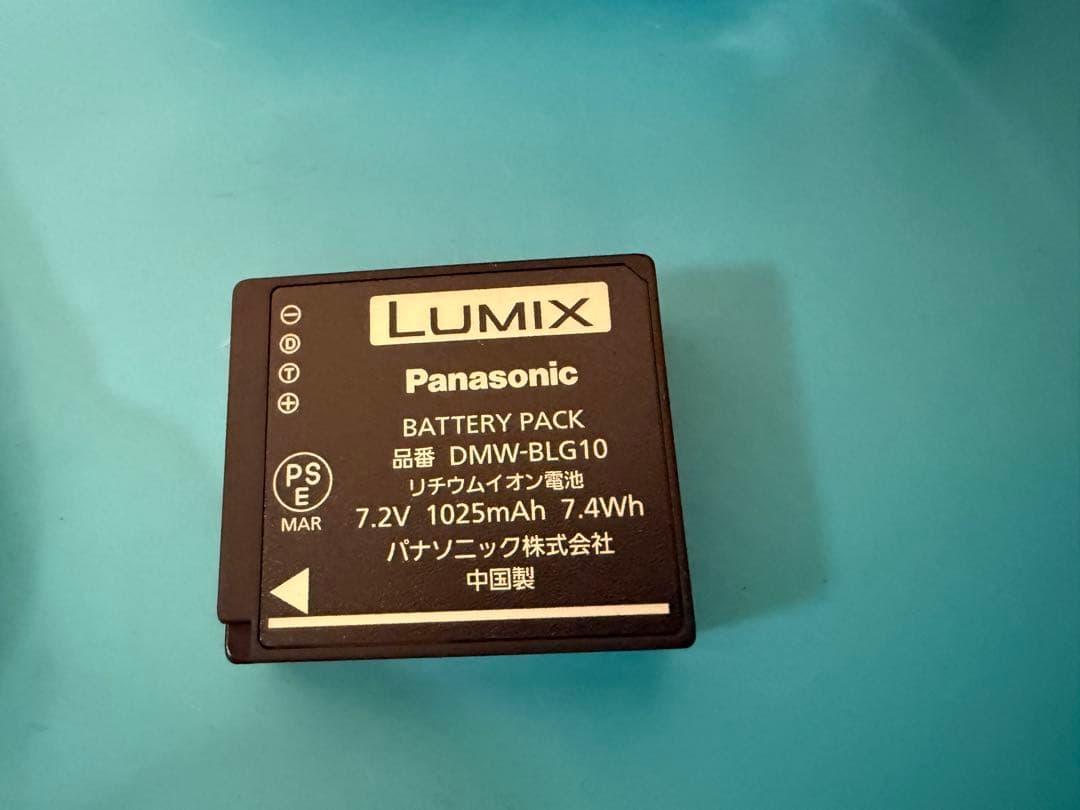 ⊖
Ⓓ
Ⓣ
⊕
LUMIX
Panasonic
BATTERY PACK
品番 DMW-BLG10
リチウムイオン電池
7.2V 1025mAh 7.4Wh
パナソニック株式会社
中国製
PS
E
MAR